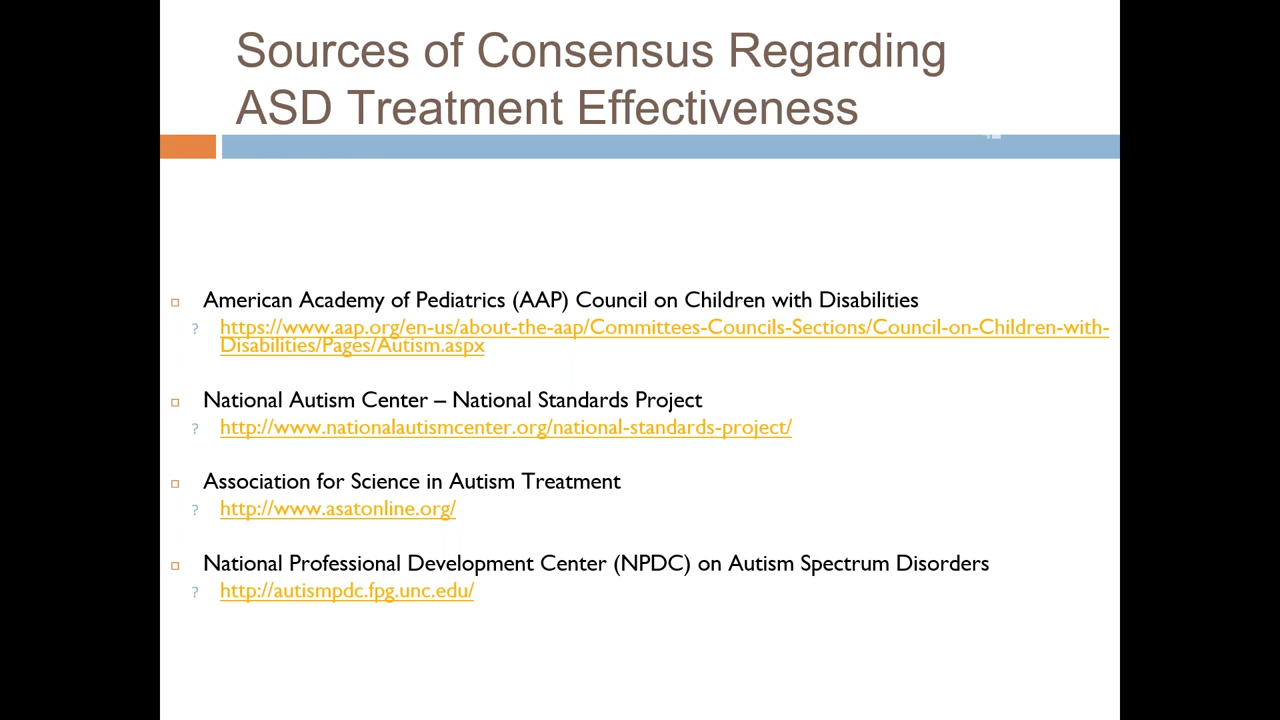 Sources of Consensus Regarding
ASD Treatment Effectiveness
American Academy of Pediatrics (AAP) Council on Children with Disabilities
? https://www.aap.org/en-us/about-the-aap/Committees-Councils-Sections/Council-on-Children-with-
Disabilities/Pages/Autism.aspx
National Autism Center – National Standards Project
? http://www.nationalautismcenter.org/national-standards-project/
Association for Science in Autism Treatment
? http://www.asatonline.org/
National Professional Development Center (NPDC) on Autism Spectrum Disorders
? http://autismpdc.fpg.unc.edu/